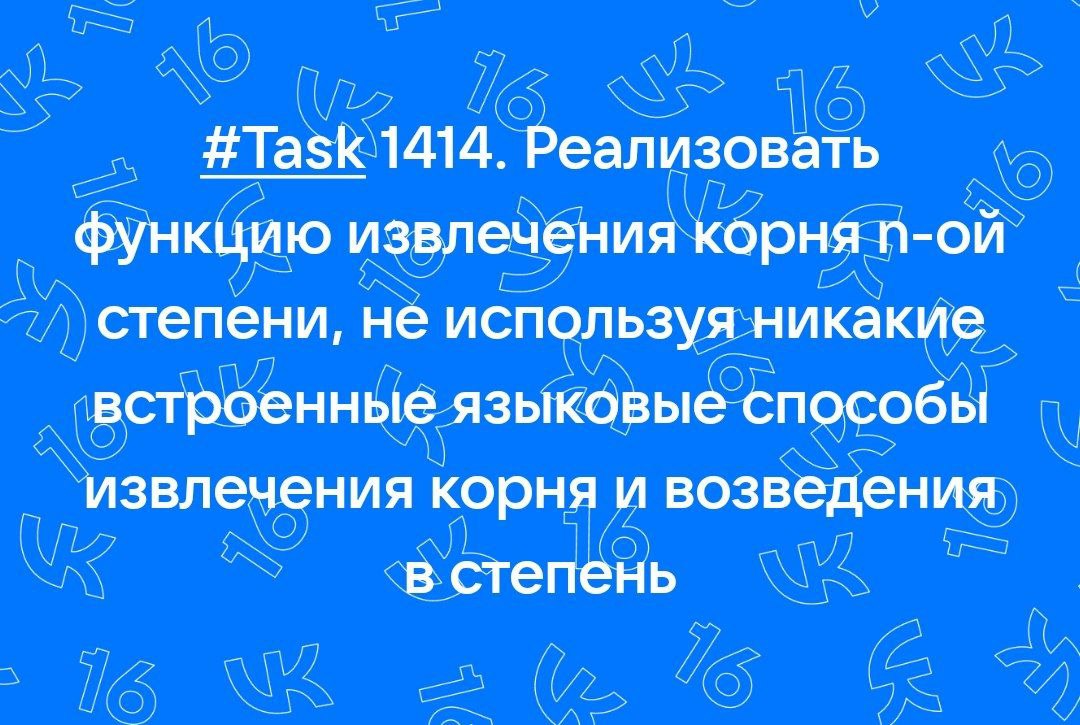 #Task 1414. Реализовать
функцию извлечения корня n-ой
степени, не используя никакие
встроенные языковые способы
извлечения корня и возведения
в степень